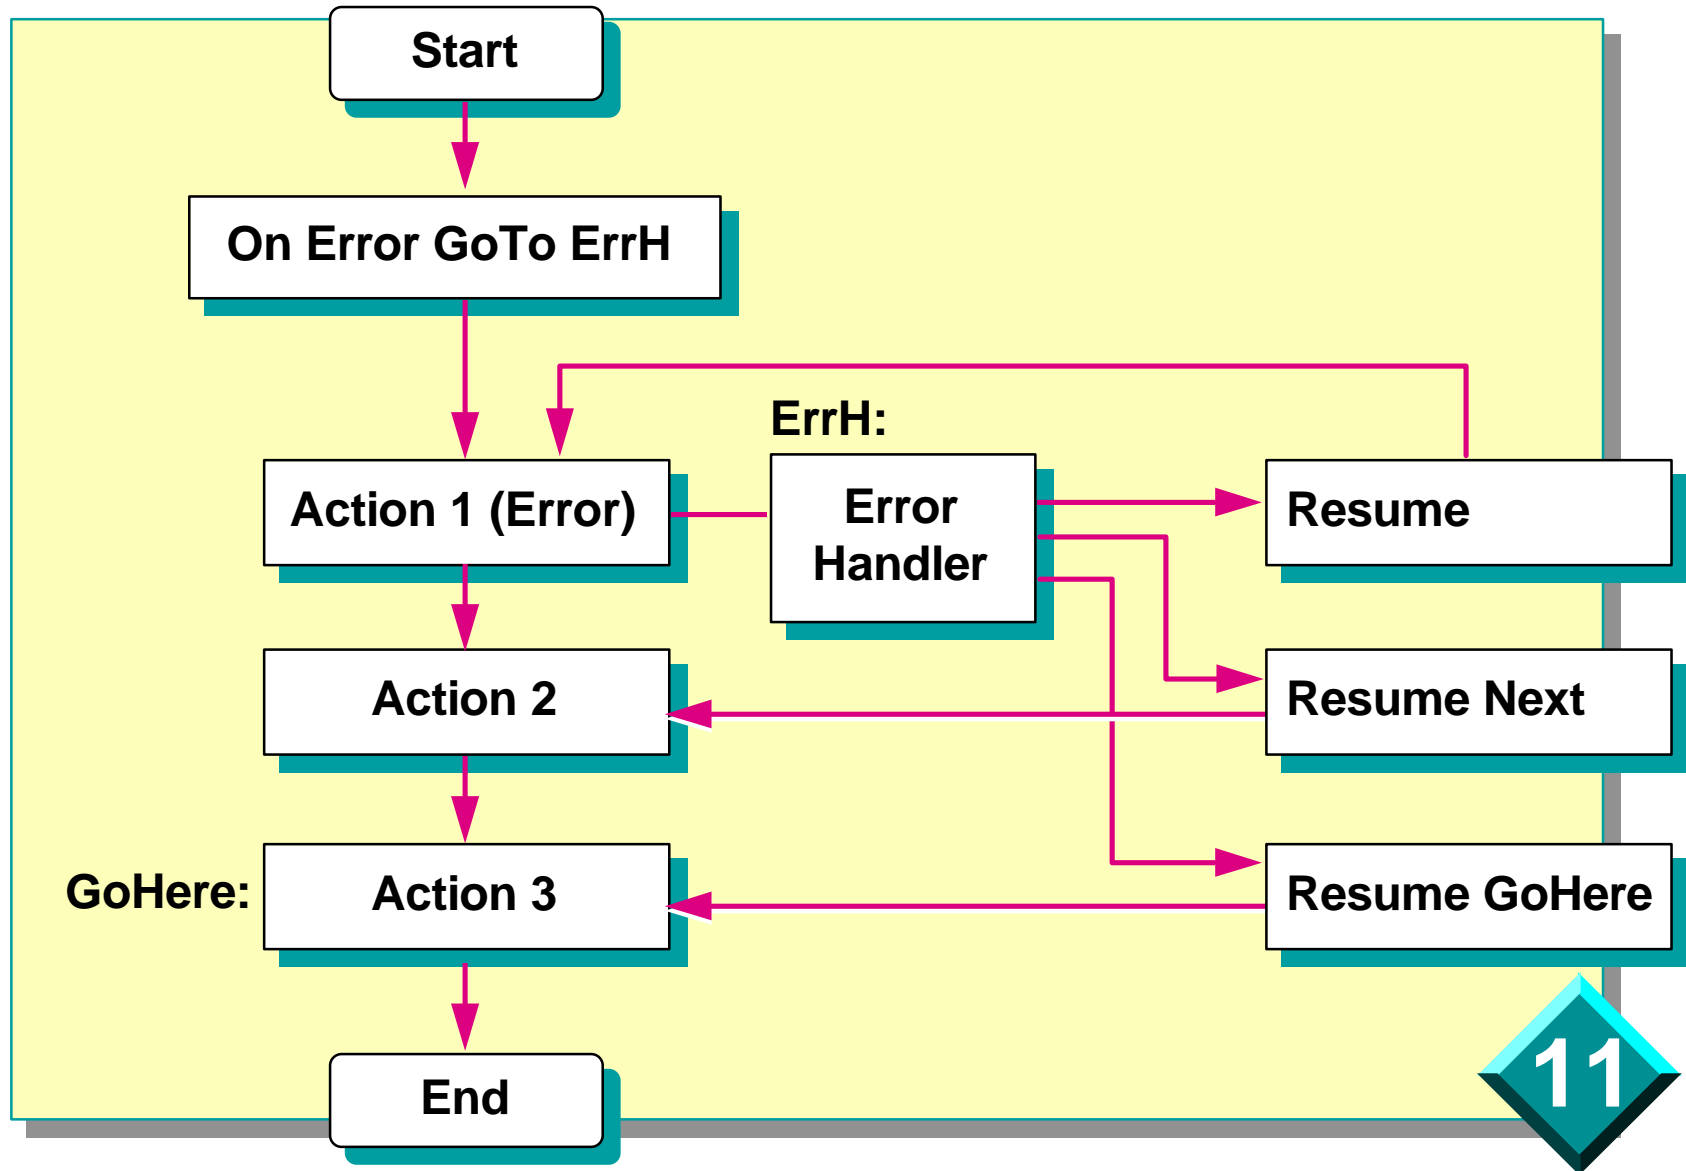 Start
On Error GoTo ErrH
ErrH:
Action 1 (Error)
Error
Handler
Resume
Action 2
Resume Next
GoHere:
Action 3
Resume GoHere
End
11